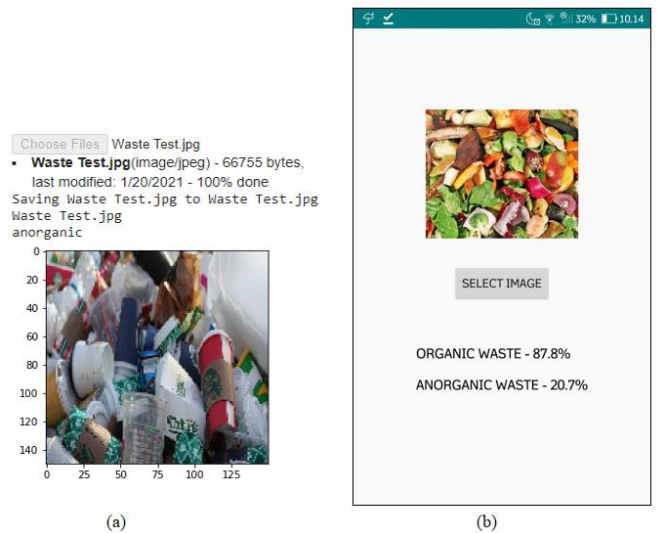 Choose Files Waste Test.jpg
• Waste Test.jpg(image/jpeg) - 66755 bytes,
last modified: 1/20/2021 - 100% done
Saving Waste Test.jpg to Waste Test.jpg
Waste Test.jpg
anorganic
0
20
40
60
80
100
120
140
0 25 50 75 100 125
(a)
32% 10.14
SELECT IMAGE
ORGANIC WASTE - 87.8%
ANORGANIC WASTE - 20.7%
(b)